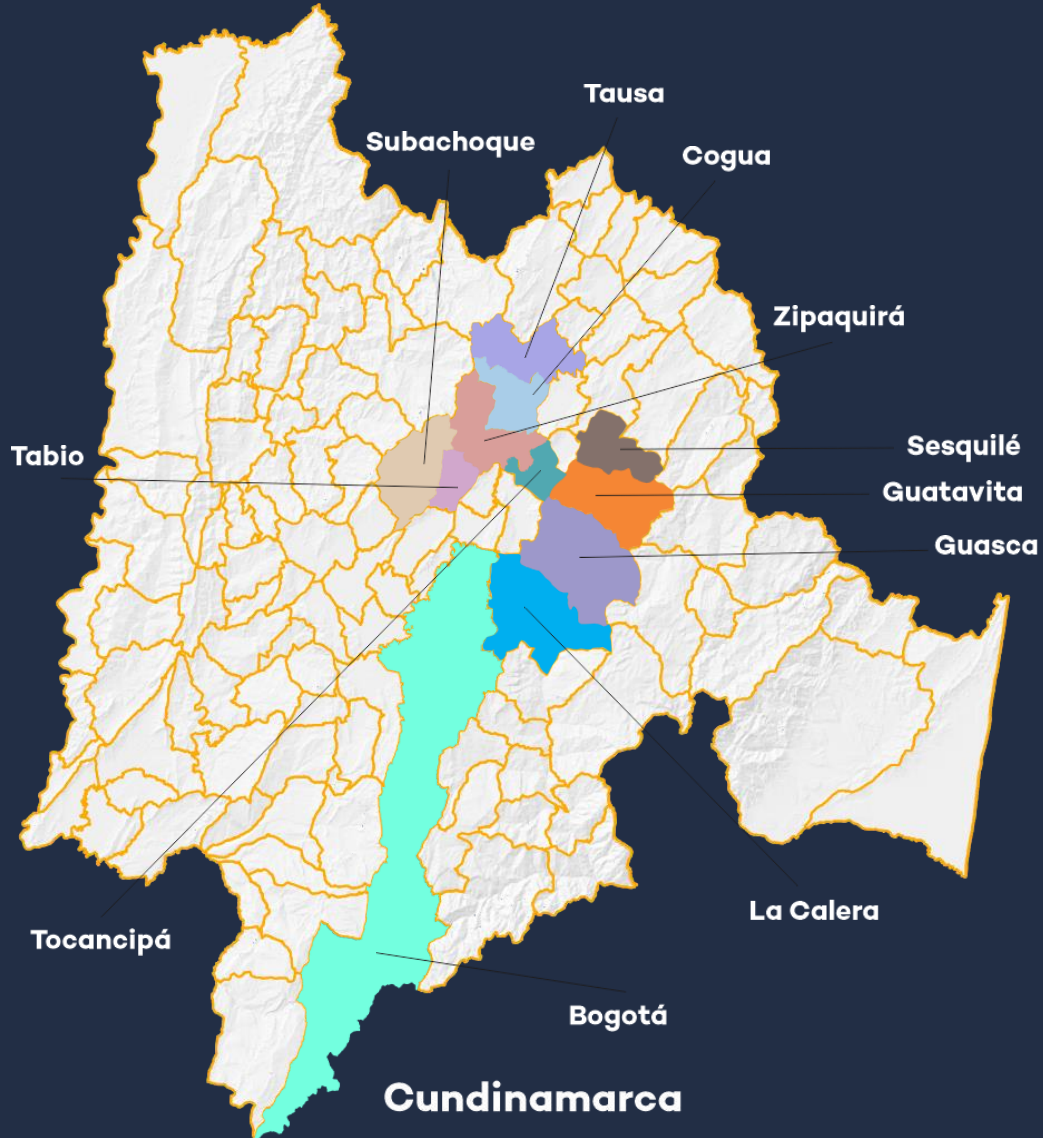 Tausa
Subachoque
Cogua
Zipaquirá
Tabio
Sesquilé
Guatavita
Guasca
La Calera
Tocancipá
Bogotá
Cundinamarca